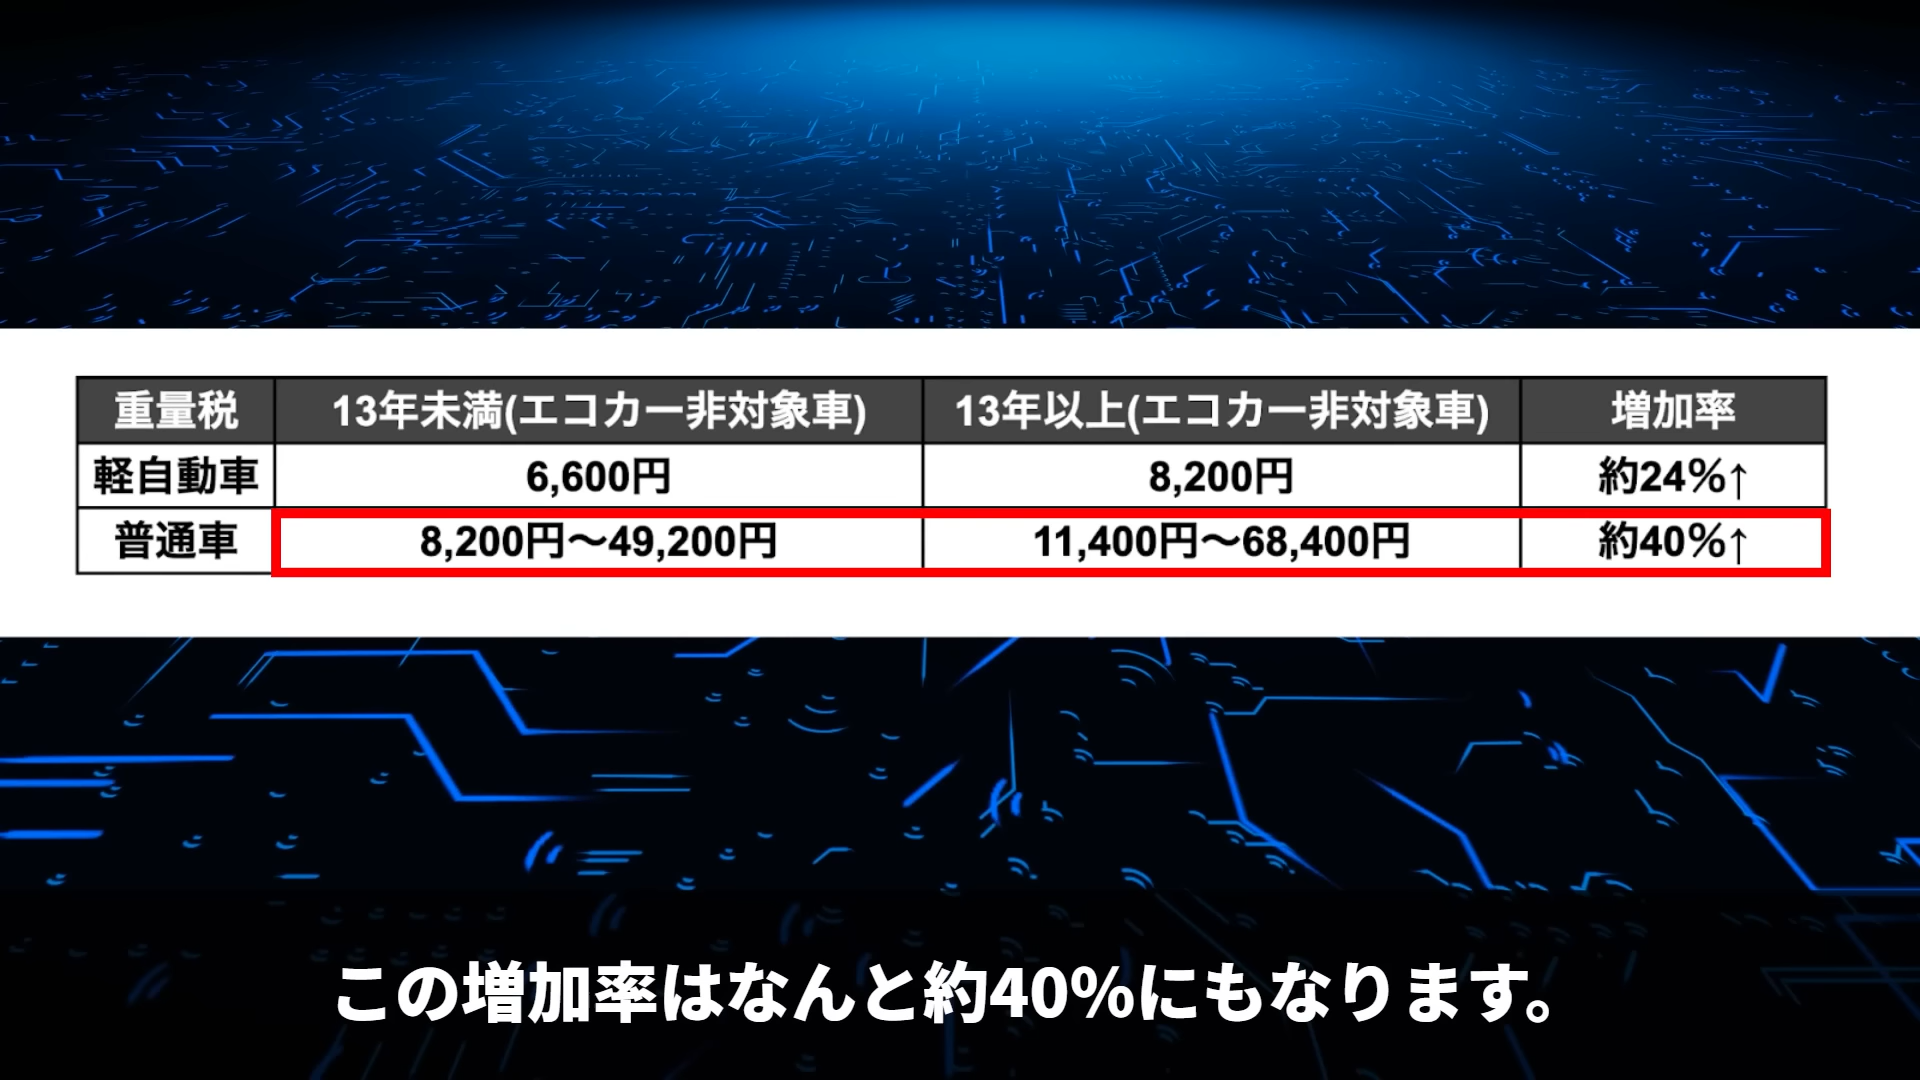 重量税 13年未満(エコカー非対象車) 13年以上(エコカー非対象車) 増加率
軽自動車 6,600円 8,200円 約24%↑
普通車 8,200円〜49,200円 11,400円〜68,400円 約40%↑
この増加率はなんと約40%にもなります。